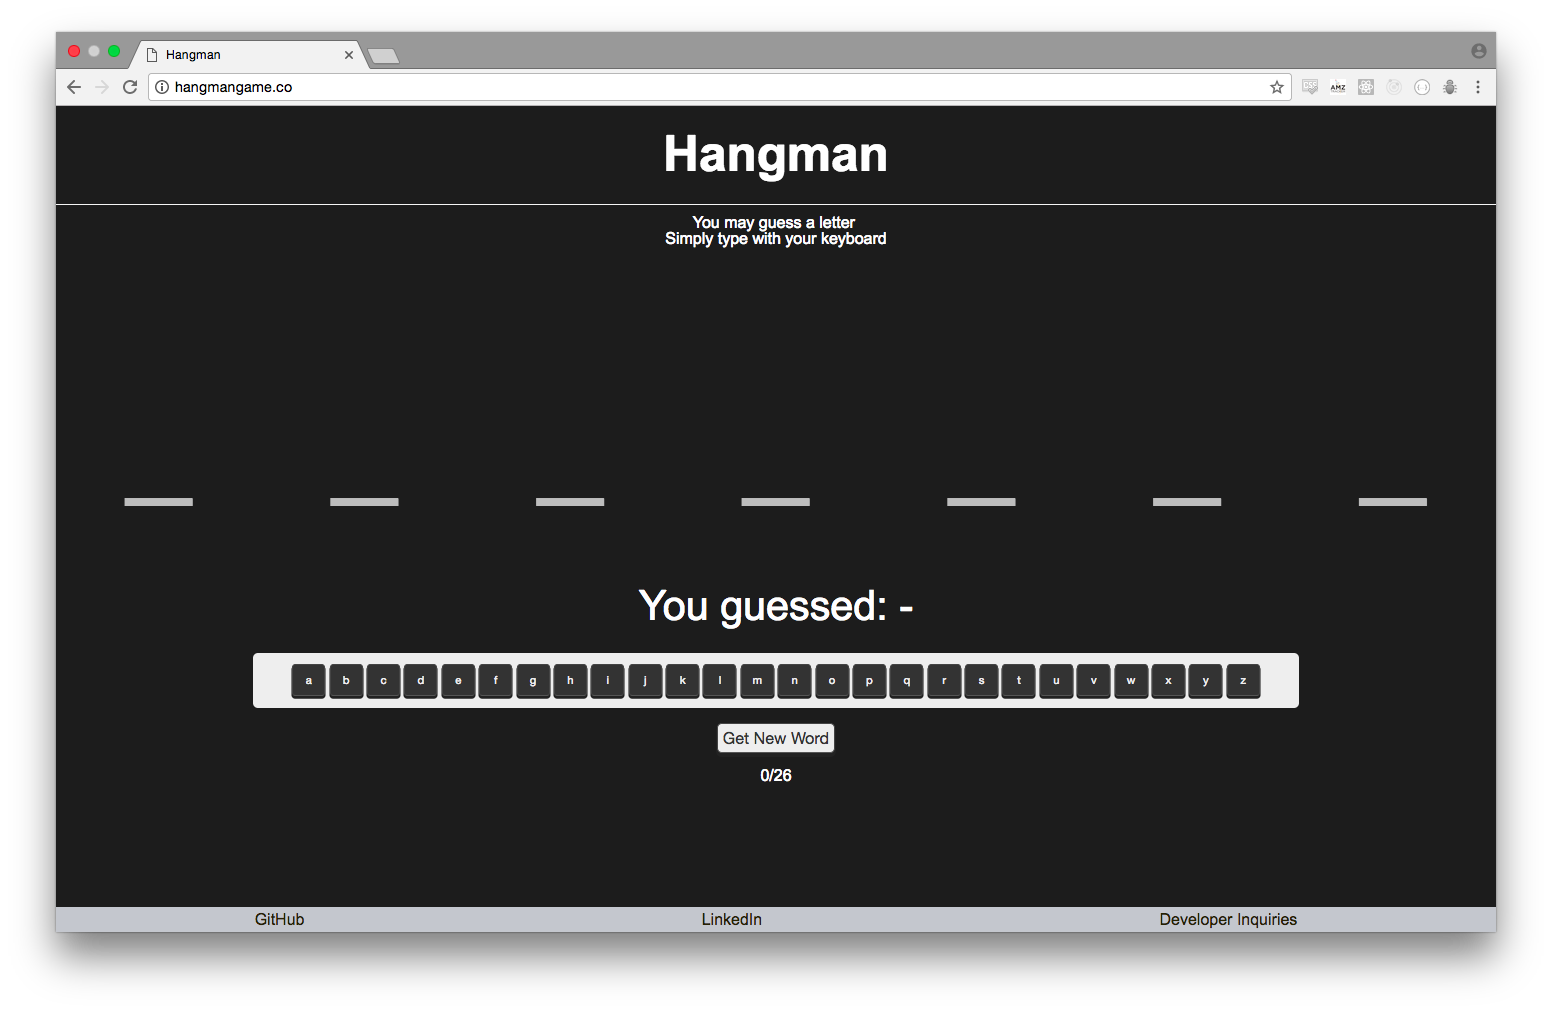 Hangman
hangmangame.co
AMZ
Hangman
You may guess a letter
Simply type with your keyboard
You guessed: -
a b c d e f g h i j k l m n o p q r s t u v w x y z
Get New Word
0/26
GitHub LinkedIn Developer Inquiries